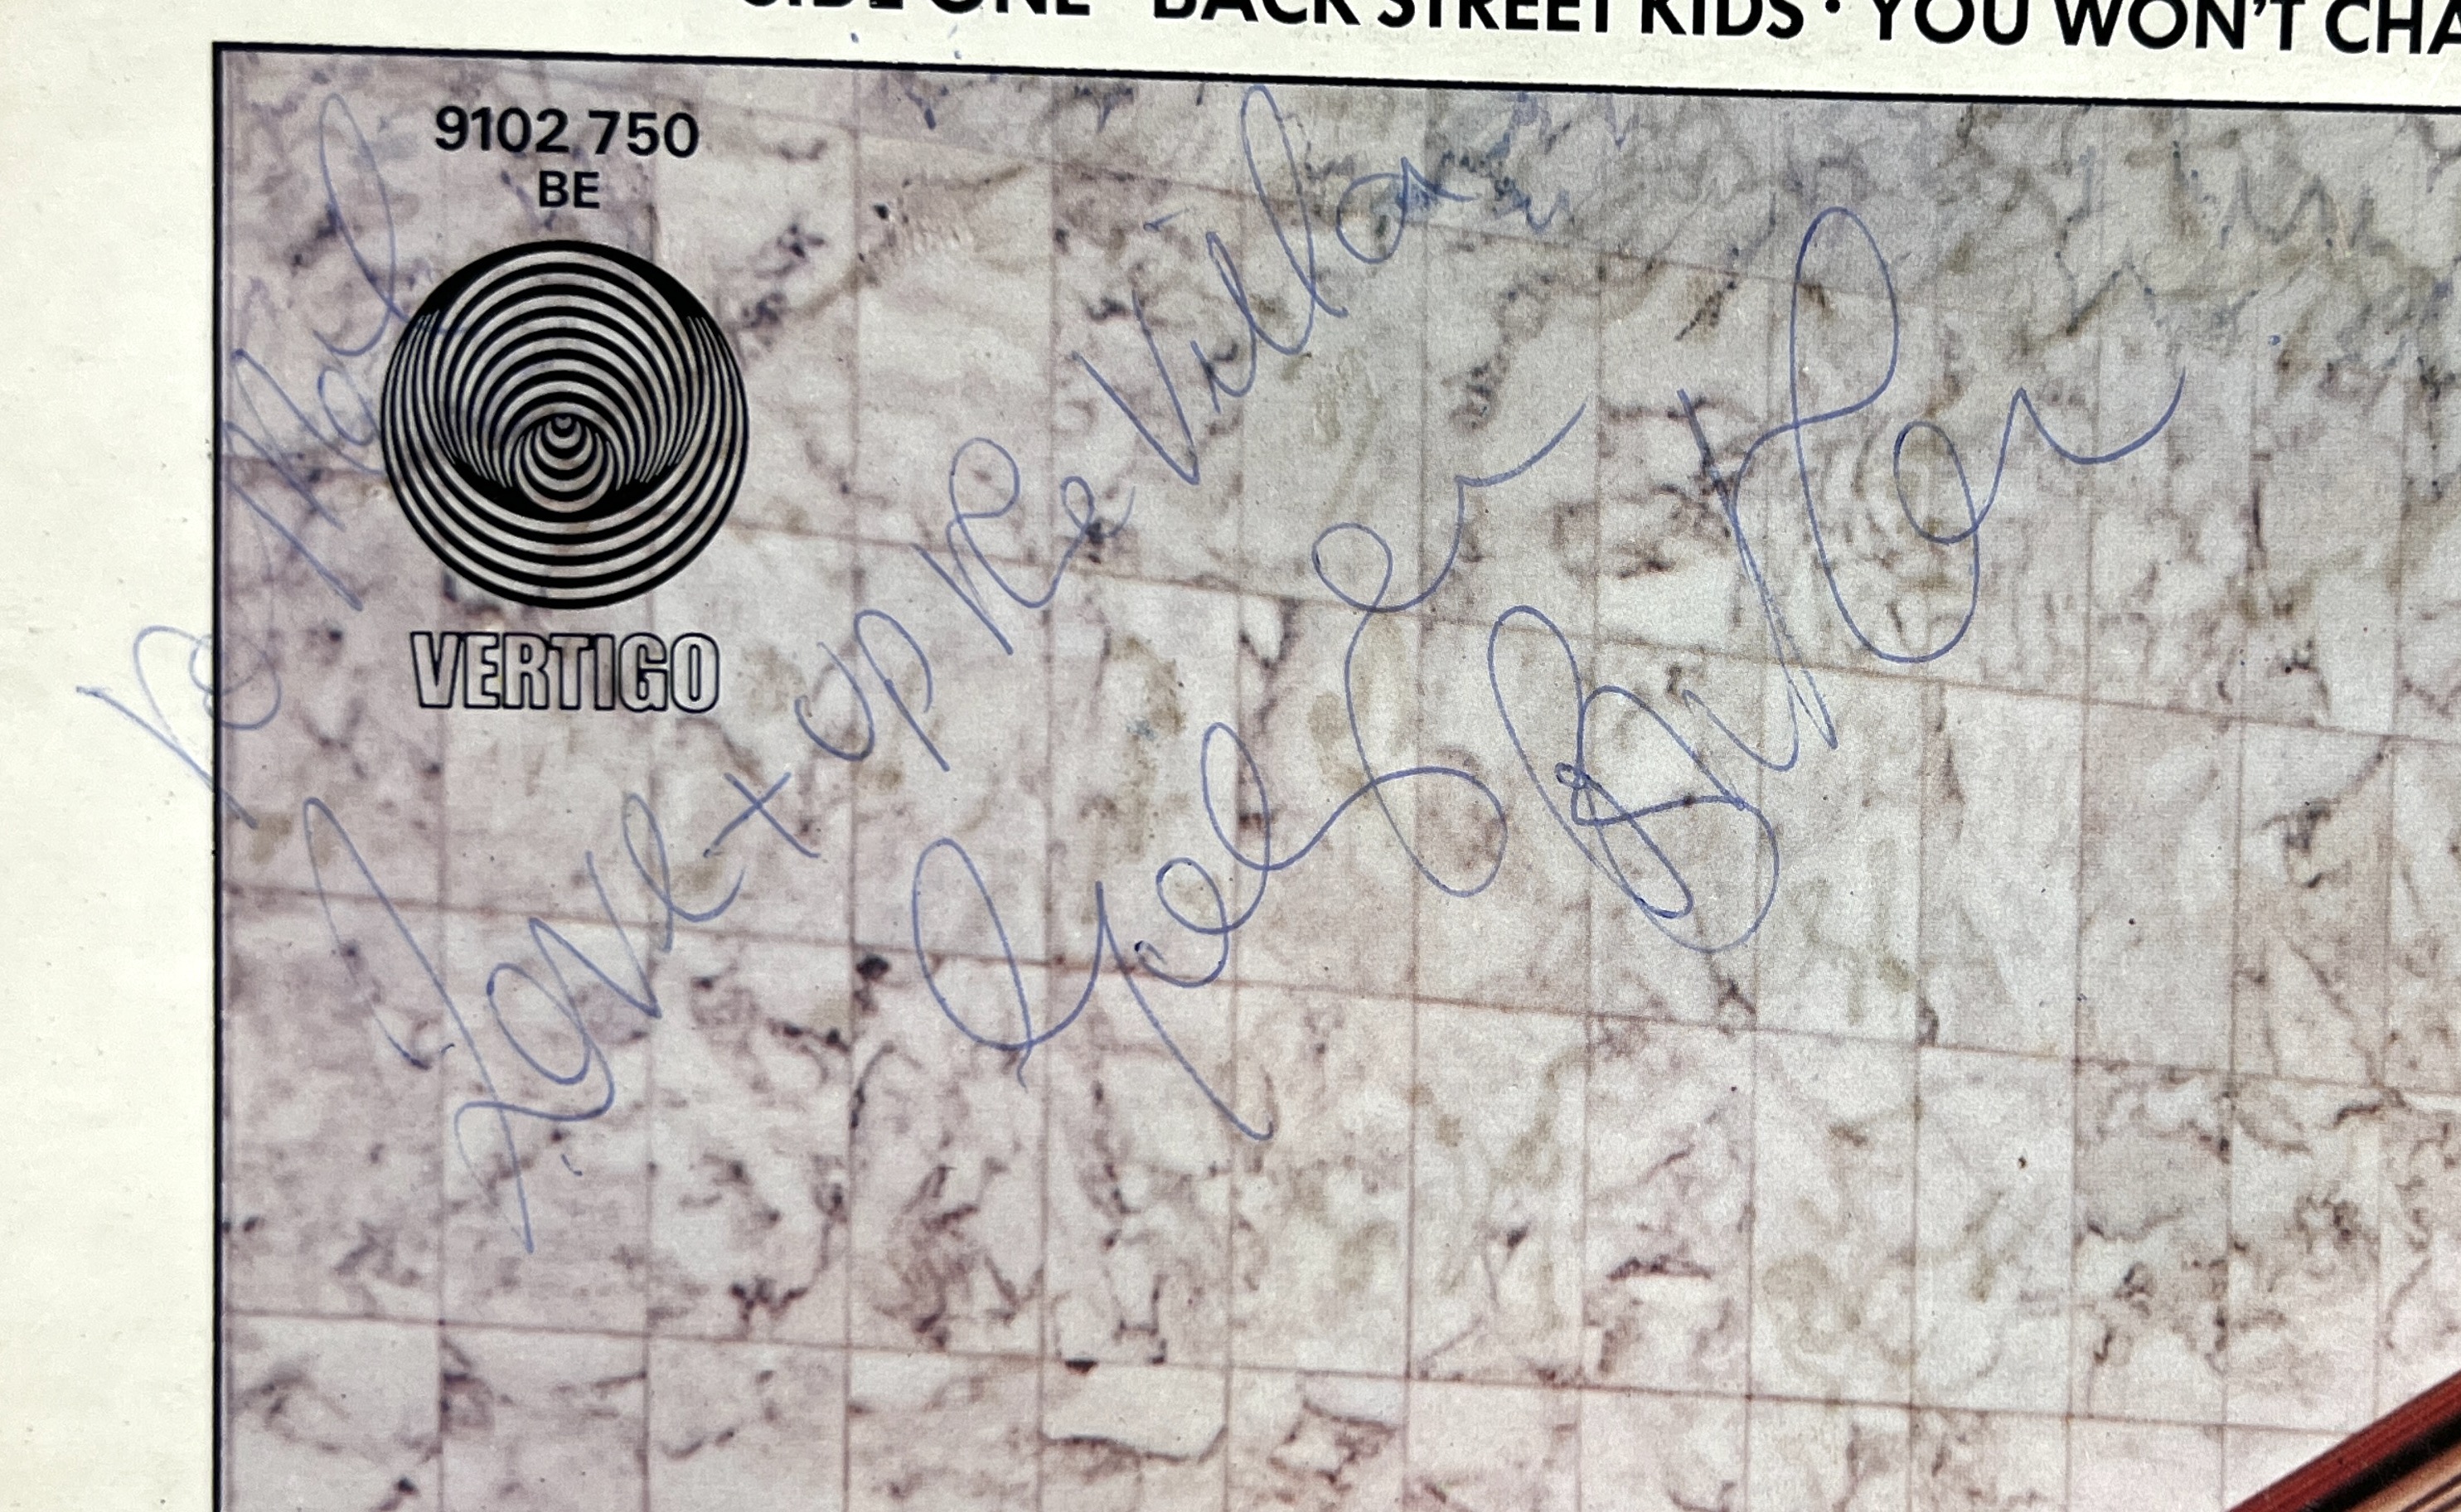 SIDE ONE · BACK STREET KIDS · YOU WON'T CHA
9102 750
BE
VERTIGO
To Noel
Love + up the Villa
Geezer
Butler